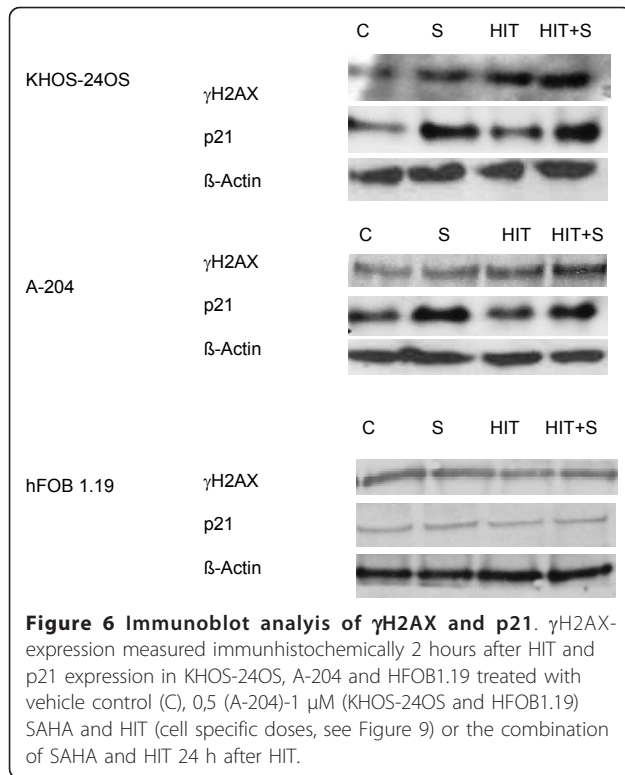 C S HIT HIT+S
KHOS-24OS
γH2AX
p21
ß-Actin
C S HIT HIT+S
A-204
γH2AX
p21
ß-Actin
C S HIT HIT+S
hFOB 1.19
γH2AX
p21
ß-Actin
Figure 6 Immunoblot analyis of γH2AX and p21. γH2AX-
expression measured immunhistochemically 2 hours after HIT and
p21 expression in KHOS-24OS, A-204 and HFOB1.19 treated with
vehicle control (C), 0,5 (A-204)-1 μM (KHOS-24OS and HFOB1.19)
SAHA and HIT (cell specific doses, see Figure 9) or the combination
of SAHA and HIT 24 h after HIT.